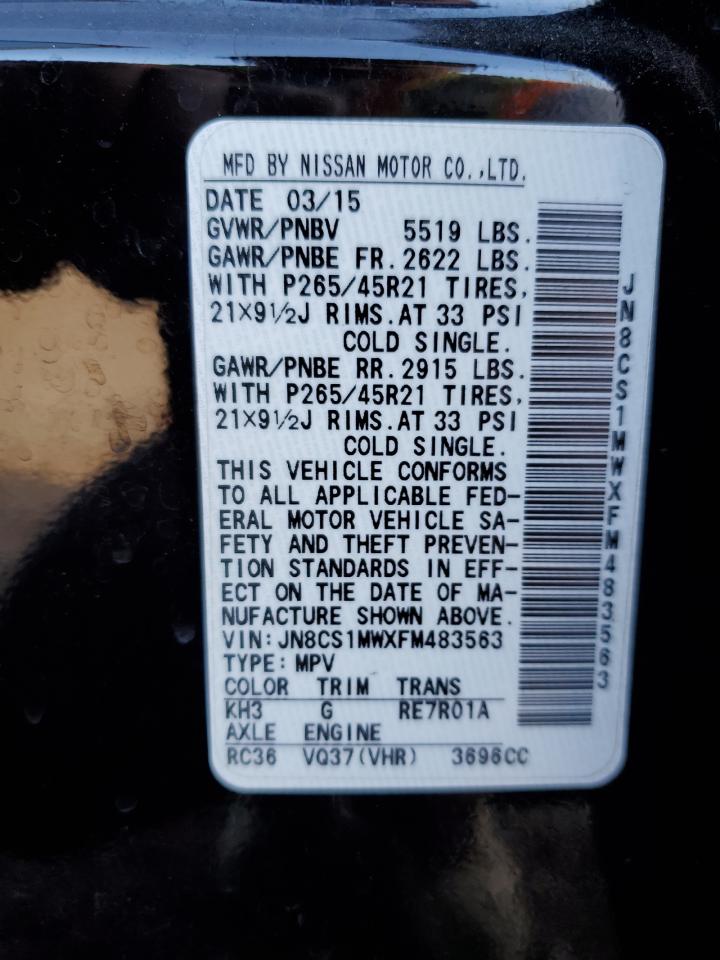 MFD BY NISSAN MOTOR CO.,LTD.
DATE 03/15
GVWR/PNBV 5519 LBS.
GAWR/PNBE FR.2622 LBS.
WITH P265/45R21 TIRES,
21×9½J RIMS.AT 33 PSI
COLD SINGLE.
GAWR/PNBE RR.2915 LBS.
WITH P265/45R21 TIRES,
21×9½J RIMS.AT 33 PSI
COLD SINGLE.
THIS VEHICLE CONFORMS
TO ALL APPLICABLE FED-
ERAL MOTOR VEHICLE SA-
FETY AND THEFT PREVEN-
TION STANDARDS IN EFF-
ECT ON THE DATE OF MA-
NUFACTURE SHOWN ABOVE.
VIN:JN8CS1MWXFM483563
TYPE:MPV
COLOR TRIM TRANS
KH3 G RE7R01A
AXLE ENGINE
RC36 VQ37(VHR) 3696CC
JN8CS1MWXFM483563